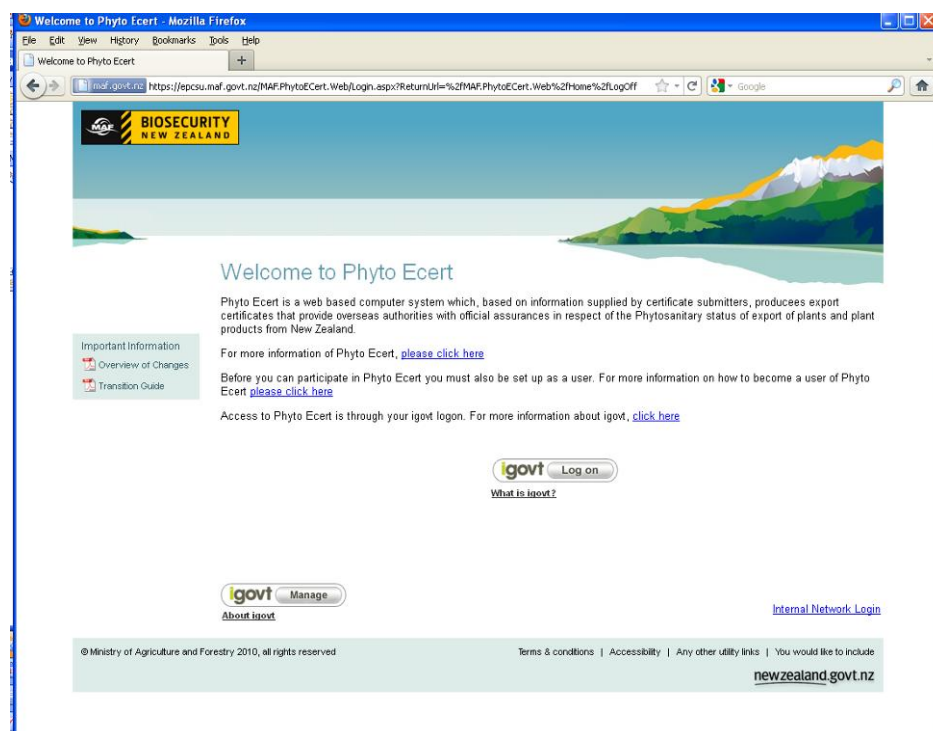 Welcome to Phyto Ecert - Mozilla Firefox
File Edit View History Bookmarks Tools Help
Welcome to Phyto Ecert +
maf.govt.nz https://epcsu.maf.govt.nz/MAF.PhytoECert.Web/Login.aspx?ReturnUrl=%2fMAF.PhytoECert.Web%2fHome%2fLogOff Google
MAF BIOSECURITY
NEW ZEALAND
Welcome to Phyto Ecert
Phyto Ecert is a web based computer system which, based on information supplied by certificate submitters, producees export
certificates that provide overseas authorities with official assurances in respect of the Phytosanitary status of export of plants and plant
products from New Zealand.
Important Information
Overview of Changes
Transition Guide
For more information of Phyto Ecert, please click here
Before you can participate in Phyto Ecert you must also be set up as a user. For more information on how to become a user of Phyto
Ecert please click here
Access to Phyto Ecert is through your igovt logon. For more information about igovt, click here
igovt Log on
What is igovt?
igovt Manage
About igovt
Internal Network Login
© Ministry of Agriculture and Forestry 2010, all rights reserved Terms & conditions | Accessibility | Any other utility links | You would like to include
newzealand.govt.nz